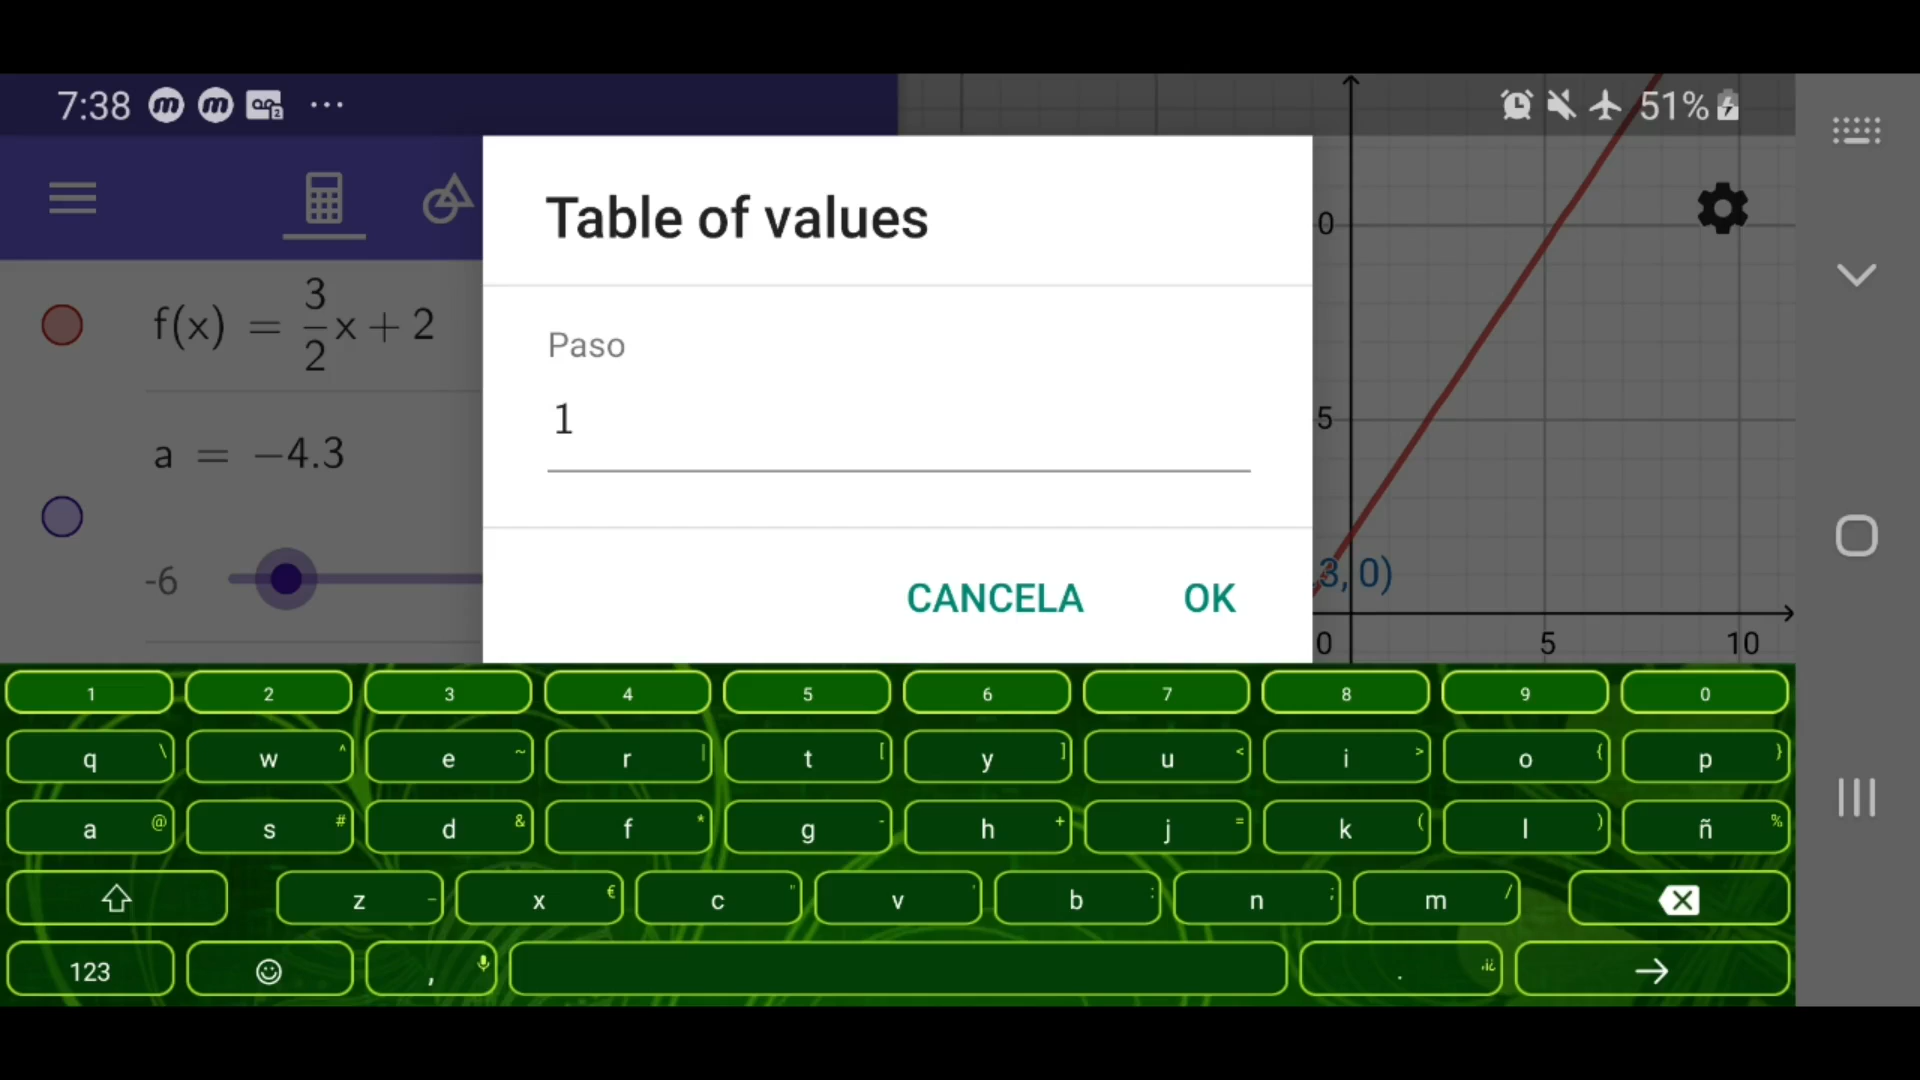 7:38 ... 51%
Table of values
Paso
1
CANCELA OK
f(x) = 3/2 x + 2
a = −4.3
-6
0
5
3, 0)
0 5 10
1 2 3 4 5 6 7 8 9 0
q \ w ^ e ~ r | t [ y ] u < i > o { p }
a @ s # d & f * g - h + j = k ( l ) ñ %
z _ x € c " v ' b : n ; m /
123 , . ,i¿